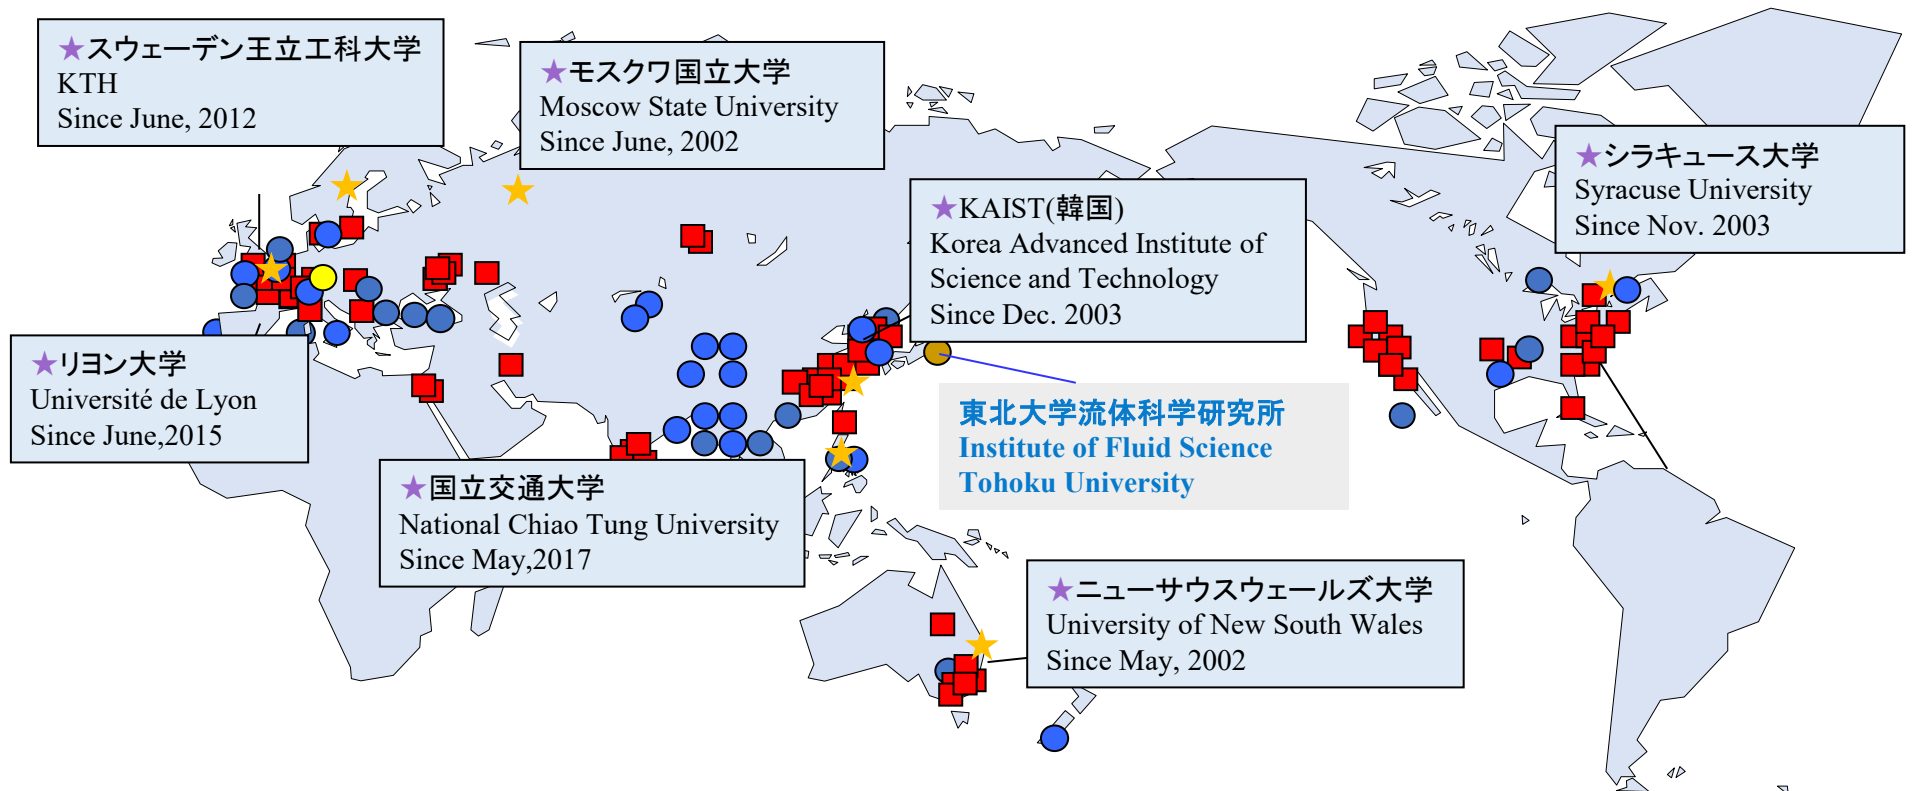 ★スウェーデン王立工科大学
KTH
Since June, 2012
★モスクワ国立大学
Moscow State University
Since June, 2002
★シラキュース大学
Syracuse University
Since Nov. 2003
★KAIST(韓国)
Korea Advanced Institute of
Science and Technology
Since Dec. 2003
★リヨン大学
Université de Lyon
Since June,2015
東北大学流体科学研究所
Institute of Fluid Science
Tohoku University
★国立交通大学
National Chiao Tung University
Since May,2017
★ニューサウスウェールズ大学
University of New South Wales
Since May, 2002